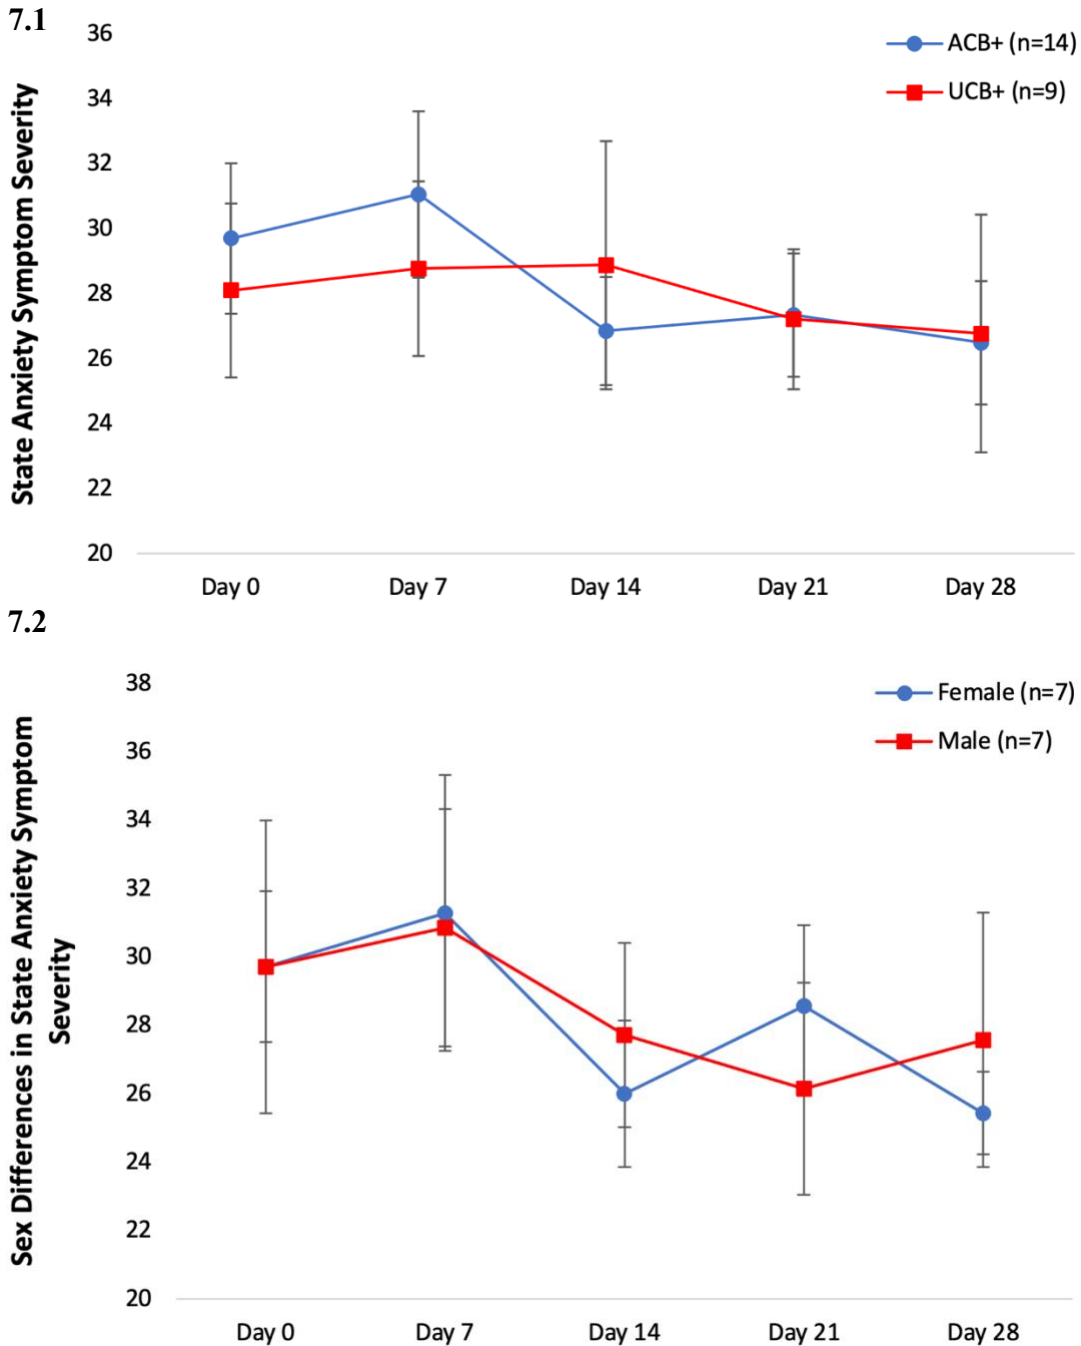 7.1
36
34
32
30
28
26
24
22
20
State Anxiety Symptom Severity
ACB+ (n=14)
UCB+ (n=9)
Day 0 Day 7 Day 14 Day 21 Day 28
7.2
38
36
34
32
30
28
26
24
22
20
Sex Differences in State Anxiety Symptom
Severity
Female (n=7)
Male (n=7)
Day 0 Day 7 Day 14 Day 21 Day 28